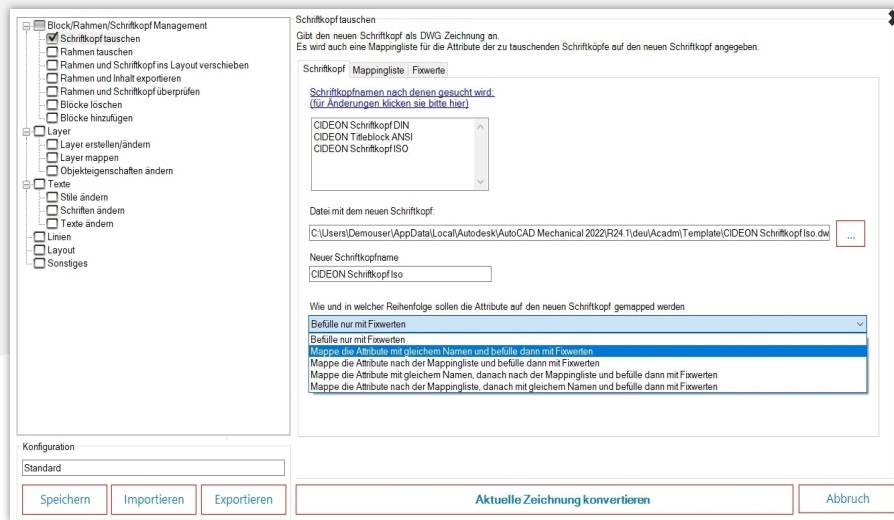 Block/Rahmen/Schriftkopf Management
Schriftkopf tauschen
Rahmen tauschen
Rahmen und Schriftkopf ins Layout verschieben
Rahmen und Inhalt exportieren
Rahmen und Schriftkopf überprüfen
Blöcke löschen
Blöcke hinzufügen
Layer
Layer erstellen/ändern
Layer mappen
Objekteigenschaften ändern
Texte
Stile ändern
Schriften ändern
Texte ändern
Linien
Layout
Sonstiges
Konfiguration
Standard
Speichern
Importieren
Exportieren
Schriftkopf tauschen
Gibt den neuen Schriftkopf als DWG Zeichnung an.
Es wird auch eine Mappingliste für die Attribute der zu tauschenden Schriftköpfe auf den neuen Schriftkopf angegeben.
Schriftkopf Mappingliste Fixwerte
Schriftkopfnamen nach denen gesucht wird:
(für Änderungen klicken sie bitte hier)
CIDEON Schriftkopf DIN
CIDEON Titleblock ANSI
CIDEON Schriftkopf ISO
Datei mit dem neuen Schriftkopf:
C:\Users\Demouser\AppData\Local\Autodesk\AutoCAD Mechanical 2022\R24.1\deu\Acadm\Template\CIDEON Schriftkopf Iso.dw
...
Neuer Schriftkopfname
CIDEON Schriftkopf Iso
Wie und in welcher Reihenfolge sollen die Attribute auf den neuen Schriftkopf gemapped werden
Befülle nur mit Fixwerten
Befülle nur mit Fixwerten
Mappe die Attribute mit gleichem Namen und befülle dann mit Fixwerten
Mappe die Attribute nach der Mappingliste und befülle dann mit Fixwerten
Mappe die Attribute mit gleichem Namen, danach nach der Mappingliste und befülle dann mit Fixwerten
Mappe die Attribute nach der Mappingliste, danach mit gleichem Namen und befülle dann mit Fixwerten
Aktuelle Zeichnung konvertieren
Abbruch